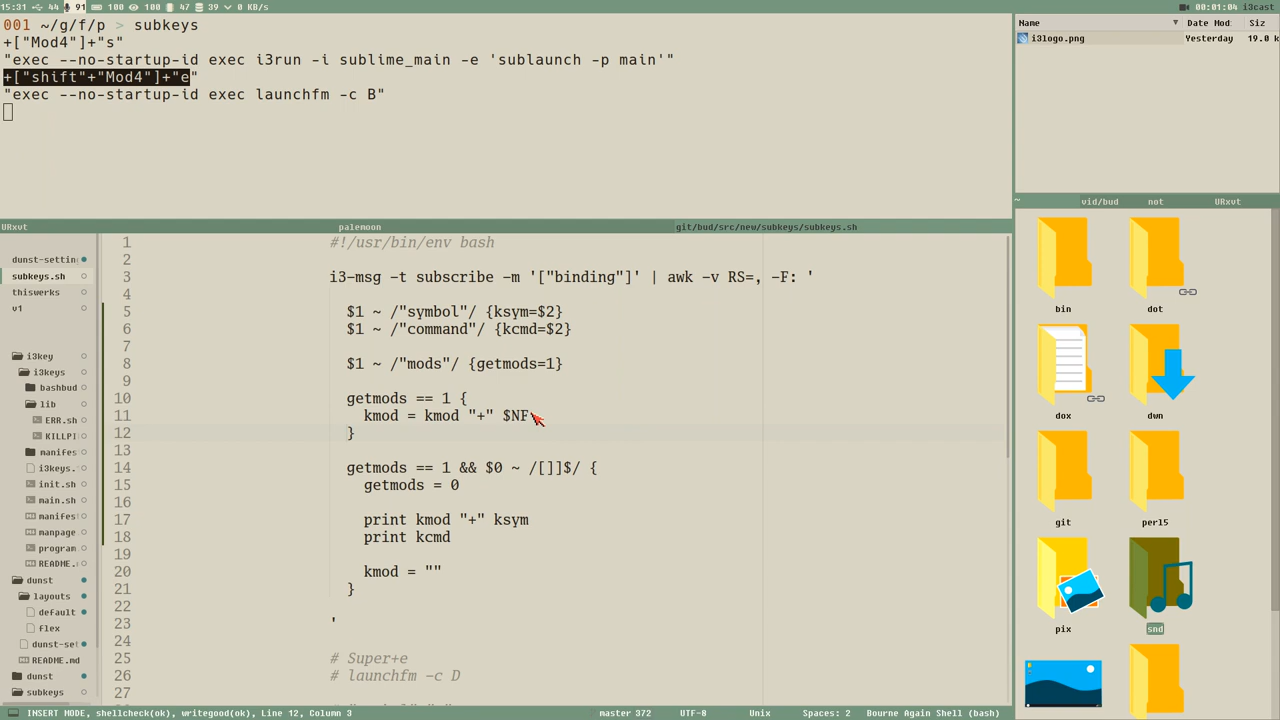 15:31 44 91 100 100 47 39 0 KB/s
00:01:04 i3cast
001 ~/g/f/p > subkeys
+["Mod4"]+"s"
"exec --no-startup-id exec i3run -i sublime_main -e 'sublaunch -p main'"
+["shift"+"Mod4"]+"e"
"exec --no-startup-id exec launchfm -c B"
Name Date Mod: Siz
i3logo.png Yesterday 19.0 k
URxvt palemoon git/bud/src/new/subkeys/subkeys.sh
dunst-settin
subkeys.sh
thiswerks
v1
i3key
i3keys
bashbud
lib
ERR.sh
KILLPI
manifes
i3keys.
init.sh
main.sh
manifes
manpage
program
README.
dunst
layouts
default
flex
dunst-set
README.md
dunst
subkeys
1 #!/usr/bin/env bash
2
3 i3-msg -t subscribe -m '["binding"]' | awk -v RS=, -F: '
4
5 $1 ~ /"symbol"/ {ksym=$2}
6 $1 ~ /"command"/ {kcmd=$2}
7
8 $1 ~ /"mods"/ {getmods=1}
9
10 getmods == 1 {
11 kmod = kmod "+" $NF
12 }
13
14 getmods == 1 && $0 ~ /[]]$/ {
15 getmods = 0
16
17 print kmod "+" ksym
18 print kcmd
19
20 kmod = ""
21 }
22
23 '
24
25 # Super+e
26 # launchfm -c D
27
~ vid/bud not URxvt
bin dot
dox dwn
git perl5
pix snd
INSERT MODE, shellcheck(ok), writegood(ok), Line 12, Column 3 master 372 UTF-8 Unix Spaces: 2 Bourne Again Shell (bash)